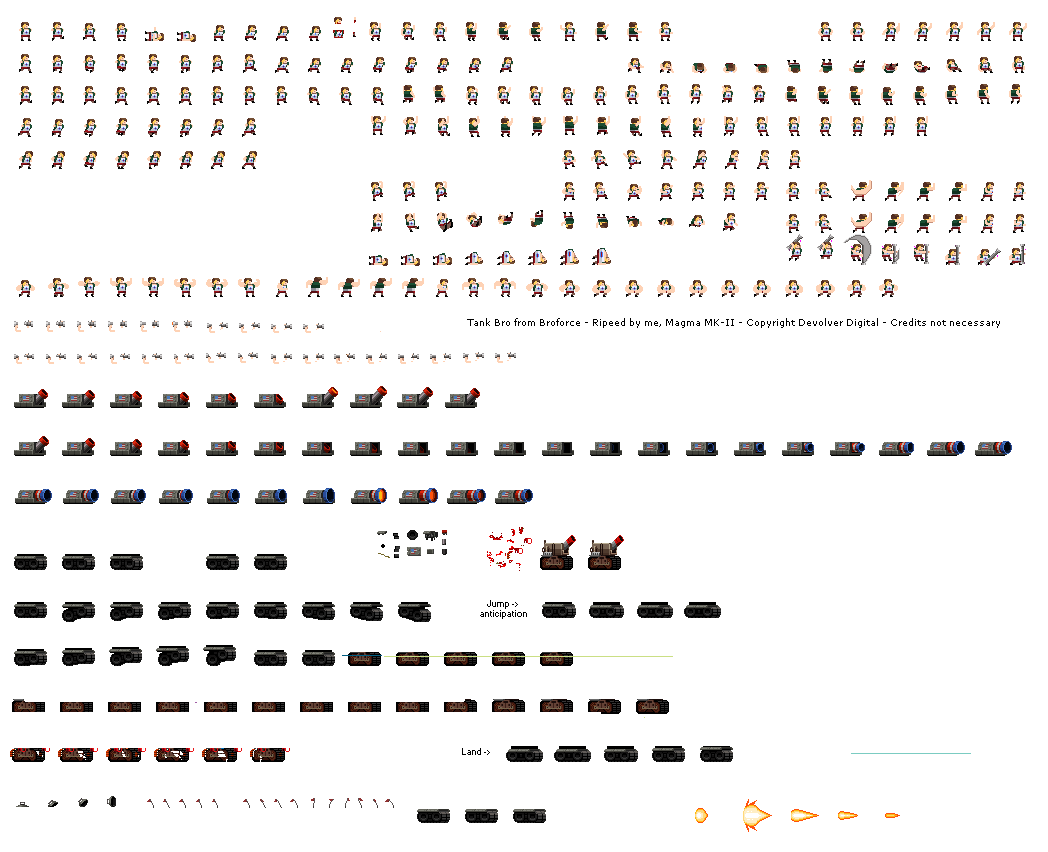 Tank Bro from Broforce - Ripeed by me, Magma MK-II - Copyright Devolver Digital - Credits not necessary
Jump ->
anticipation
Land ->